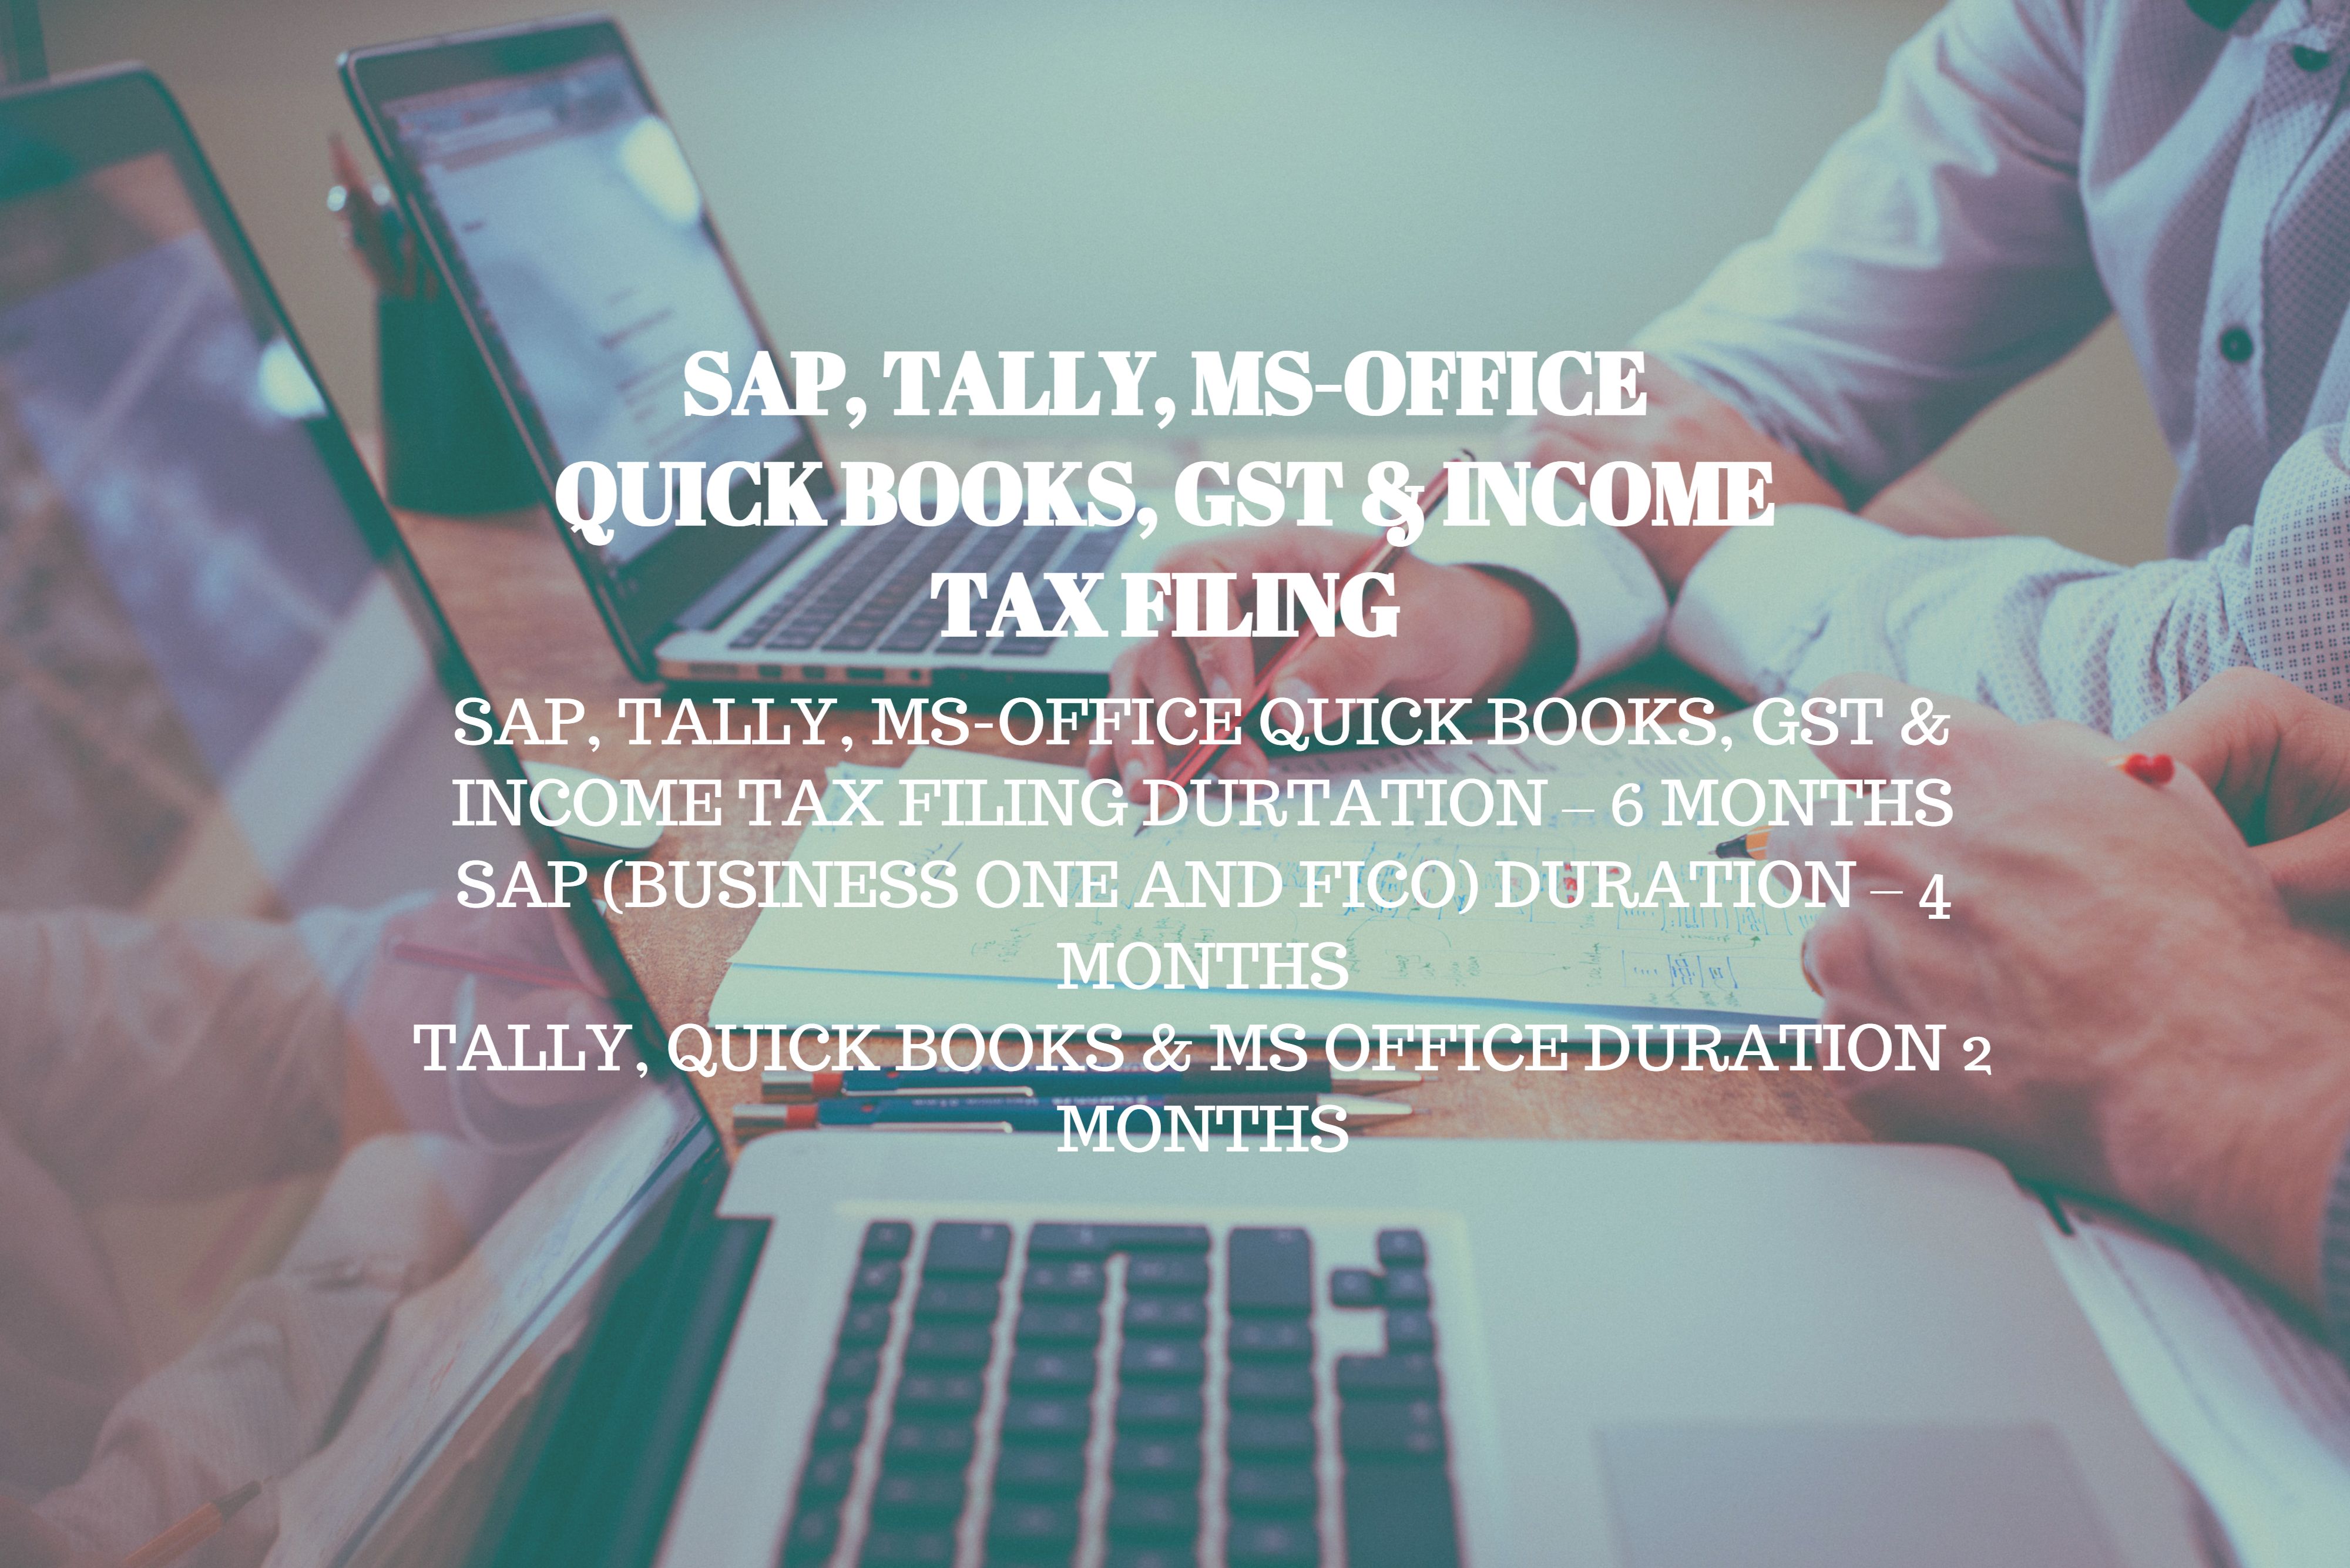 SAP, TALLY, MS-OFFICE
QUICK BOOKS, GST & INCOME
TAX FILING
SAP, TALLY, MS-OFFICE QUICK BOOKS, GST &
INCOME TAX FILING DURTATION – 6 MONTHS
SAP (BUSINESS ONE AND FICO) DURATION – 4
MONTHS
TALLY, QUICK BOOKS & MS OFFICE DURATION 2
MONTHS